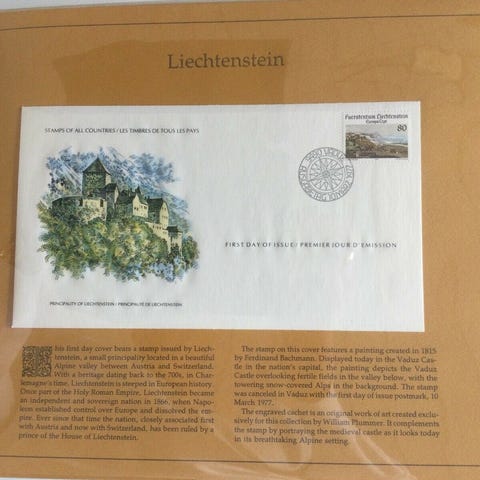 Liechtenstein
STAMPS OF ALL COUNTRIES / LES TIMBRES DE TOUS LES PAYS
Fuerstentum Liechtenstein
80
FIRST DAY OF ISSUE / PREMIER JOUR D'EMISSION
PRINCIPALITY OF LIECHTENSTEIN / PRINCIPAUTÉ DE LIECHTENSTEIN
This first day cover bears a stamp issued by Liech-
tenstein, a small principality located in a beautiful
Alpine valley between Austria and Switzerland.
With a heritage dating back to the 700s, in Char-
lemagne's time, Liechtenstein is steeped in European history.
Once part of the Holy Roman Empire, Liechtenstein became
an independent and sovereign nation in 1866, when Napo-
leon established control over Europe and dissolved the em-
pire. Ever since that time the nation, closely associated first
with Austria and now with Switzerland, has been ruled by a
prince of the House of Liechtenstein.
The stamp on this cover features a painting created in 1815
by Ferdinand Bachmann. Displayed today in the Vaduz Cas-
tle in the nation's capital, the painting depicts the Vaduz
Castle overlooking fertile fields in the valley below, with the
towering snow-covered Alps in the background. The stamp
was canceled in Vaduz with the first day of issue postmark, 10
March 1977.
The engraved cachet is an original work of art created exclu-
sively for this collection by William Plummer. It complements
the stamp by portraying the medieval castle as it looks today
in its breathtaking Alpine setting.